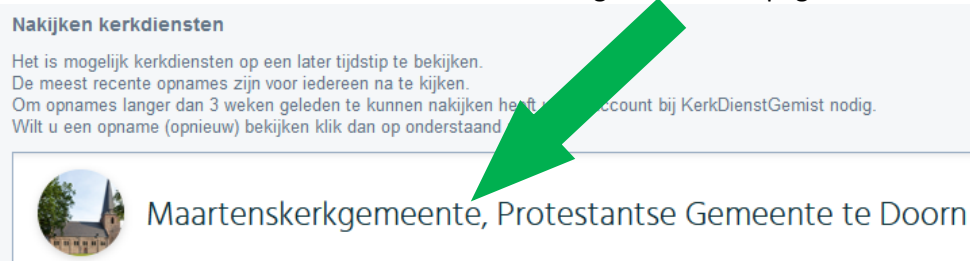 Nakijken kerkdiensten
Het is mogelijk kerkdiensten op een later tijdstip te bekijken.
De meest recente opnames zijn voor iedereen na te kijken.
Om opnames langer dan 3 weken geleden te kunnen nakijken heeft account bij KerkDienstGemist nodig.
Wilt u een opname (opnieuw) bekijken klik dan op onderstaand
Maartenskerkgemeente, Protestantse Gemeente te Doorn